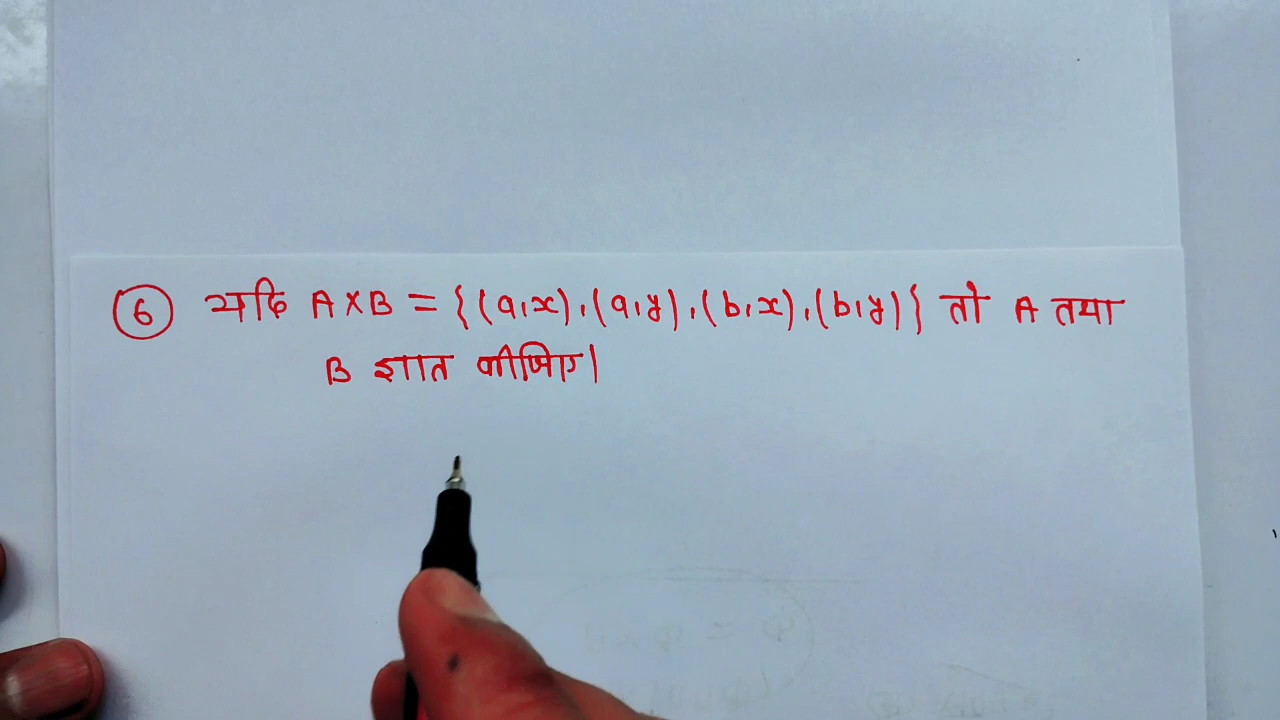 6 यदि A×B = {(a,x),(a,y),(b,x),(b,y)} तो A तथा
B ज्ञात कीजिए।